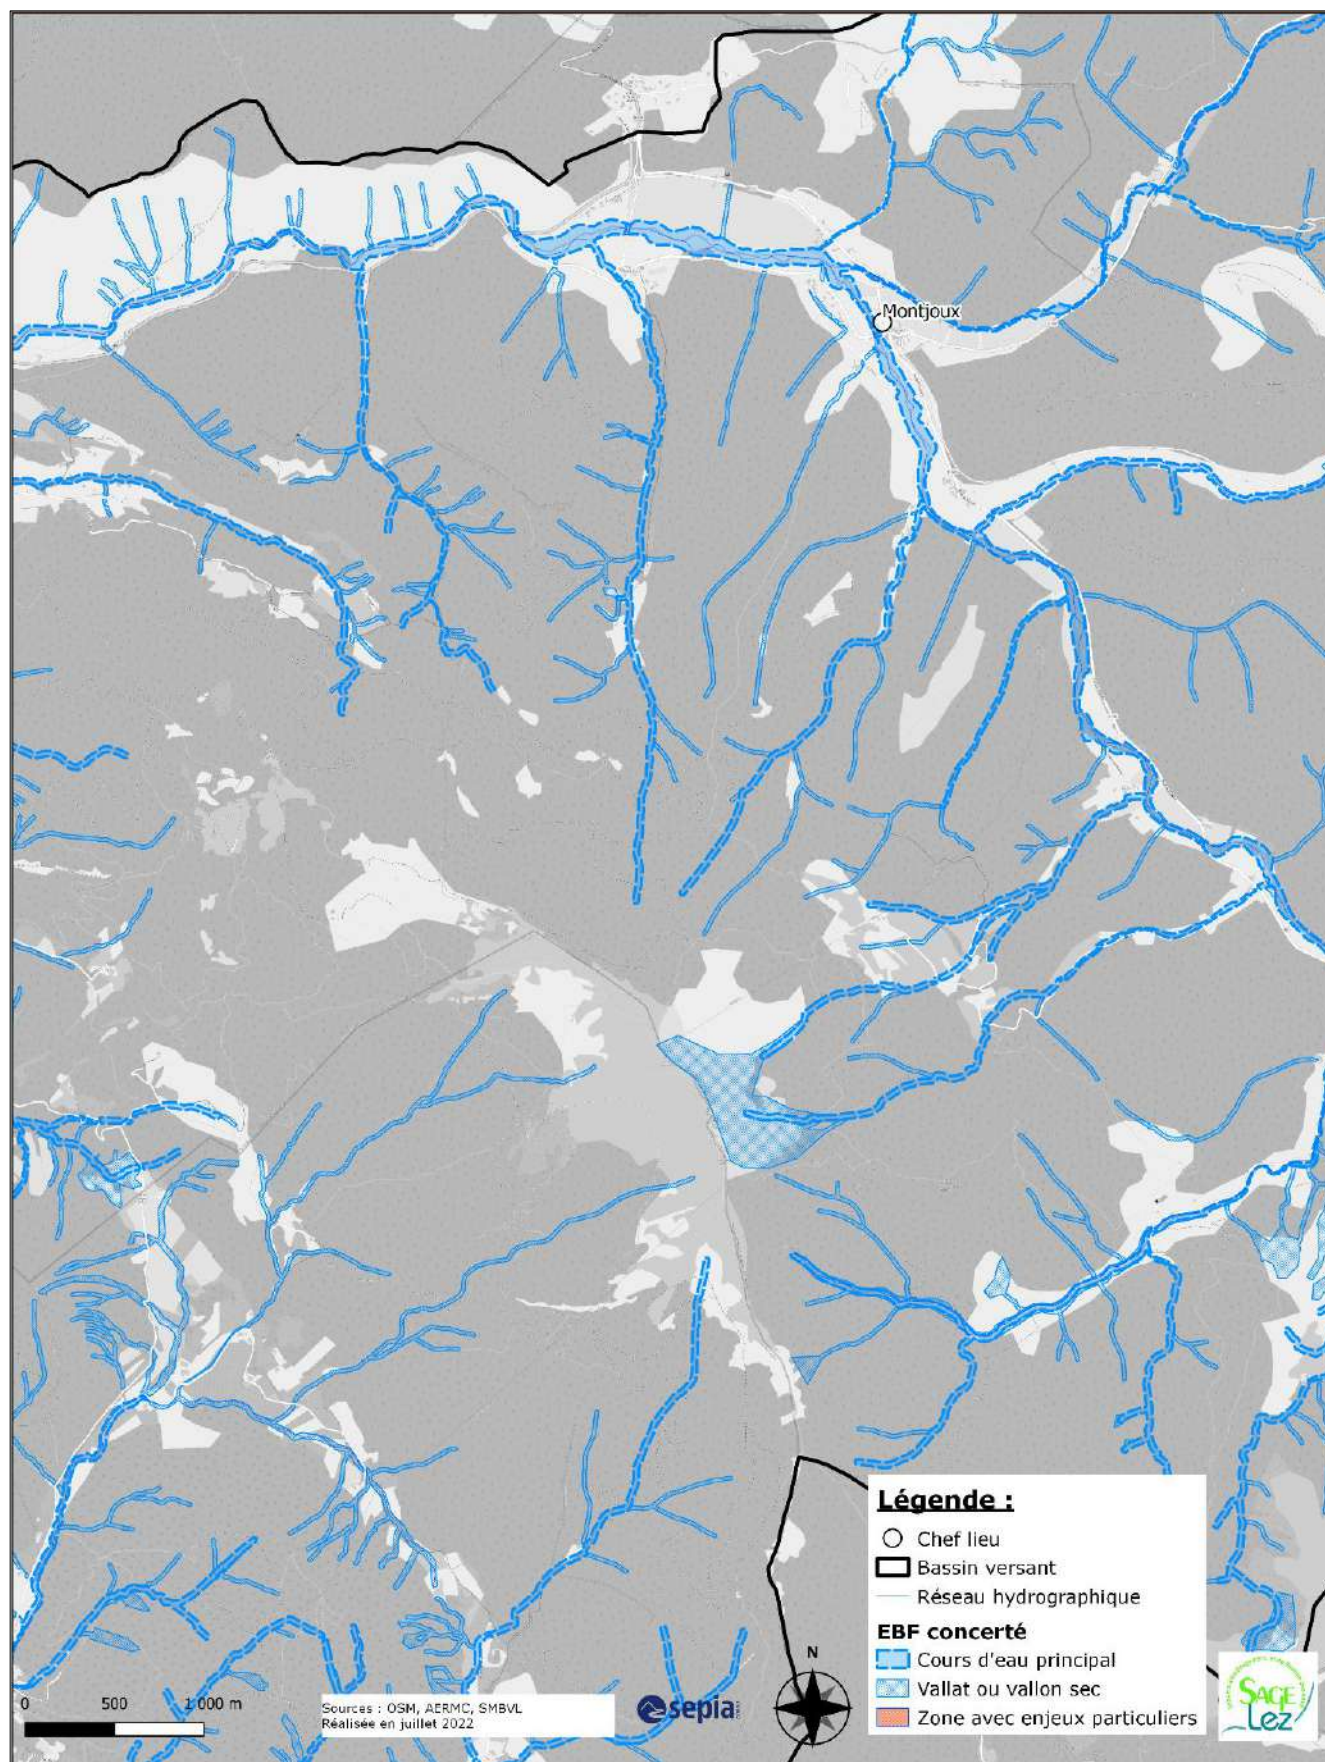 Montjoux
Légende :
Chef lieu
Bassin versant
Réseau hydrographique
EBF concerté
Cours d'eau principal
Vallat ou vallon sec
Zone avec enjeux particuliers
N
0 500 1 000 m
Sources : OSM, AERMC, SMBVL
Réalisée en juillet 2022
sepia
SAGE
Lez